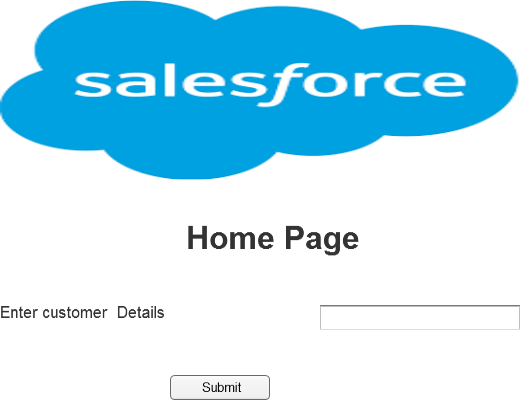 salesforce
Home Page
Enter customer  Details
Submit